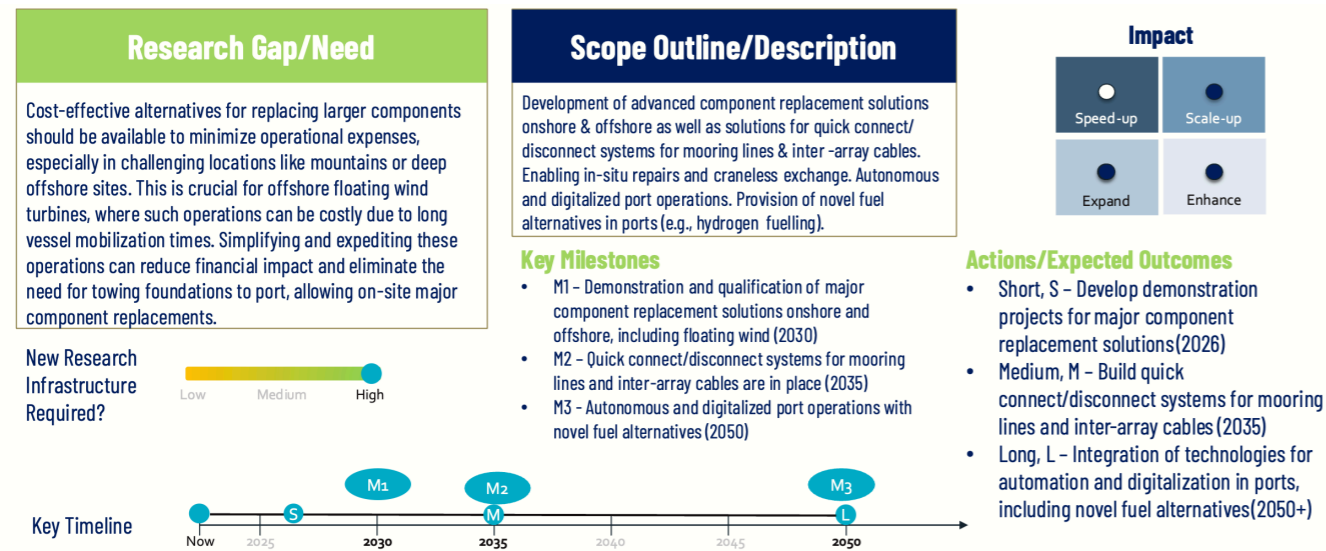 Research Gap/Need
Cost-effective alternatives for replacing larger components
should be available to minimize operational expenses,
especially in challenging locations like mountains or deep
offshore sites. This is crucial for offshore floating wind
turbines, where such operations can be costly due to long
vessel mobilization times. Simplifying and expediting these
operations can reduce financial impact and eliminate the
need for towing foundations to port, allowing on-site major
component replacements.
Scope Outline/Description
Development of advanced component replacement solutions
onshore & offshore as well as solutions for quick connect/
disconnect systems for mooring lines & inter -array cables.
Enabling in-situ repairs and craneless exchange. Autonomous
and digitalized port operations. Provision of novel fuel
alternatives in ports (e.g., hydrogen fuelling).
Impact
Speed-up
Scale-up
Expand
Enhance
New Research
Infrastructure
Required?
Low
Medium
High
Key Milestones
• M1 – Demonstration and qualification of major
component replacement solutions onshore and
offshore, including floating wind (2030)
• M2 – Quick connect/disconnect systems for mooring
lines and inter-array cables are in place (2035)
• M3 - Autonomous and digitalized port operations with
novel fuel alternatives (2050)
Actions/Expected Outcomes
• Short, S – Develop demonstration
projects for major component
replacement solutions(2026)
• Medium, M – Build quick
connect/disconnect systems for mooring
lines and inter-array cables (2035)
• Long, L – Integration of technologies for
automation and digitalization in ports,
including novel fuel alternatives(2050+)
Key Timeline
M1
M2
M3
S
M
L
Now
2025
2030
2035
2040
2045
2050